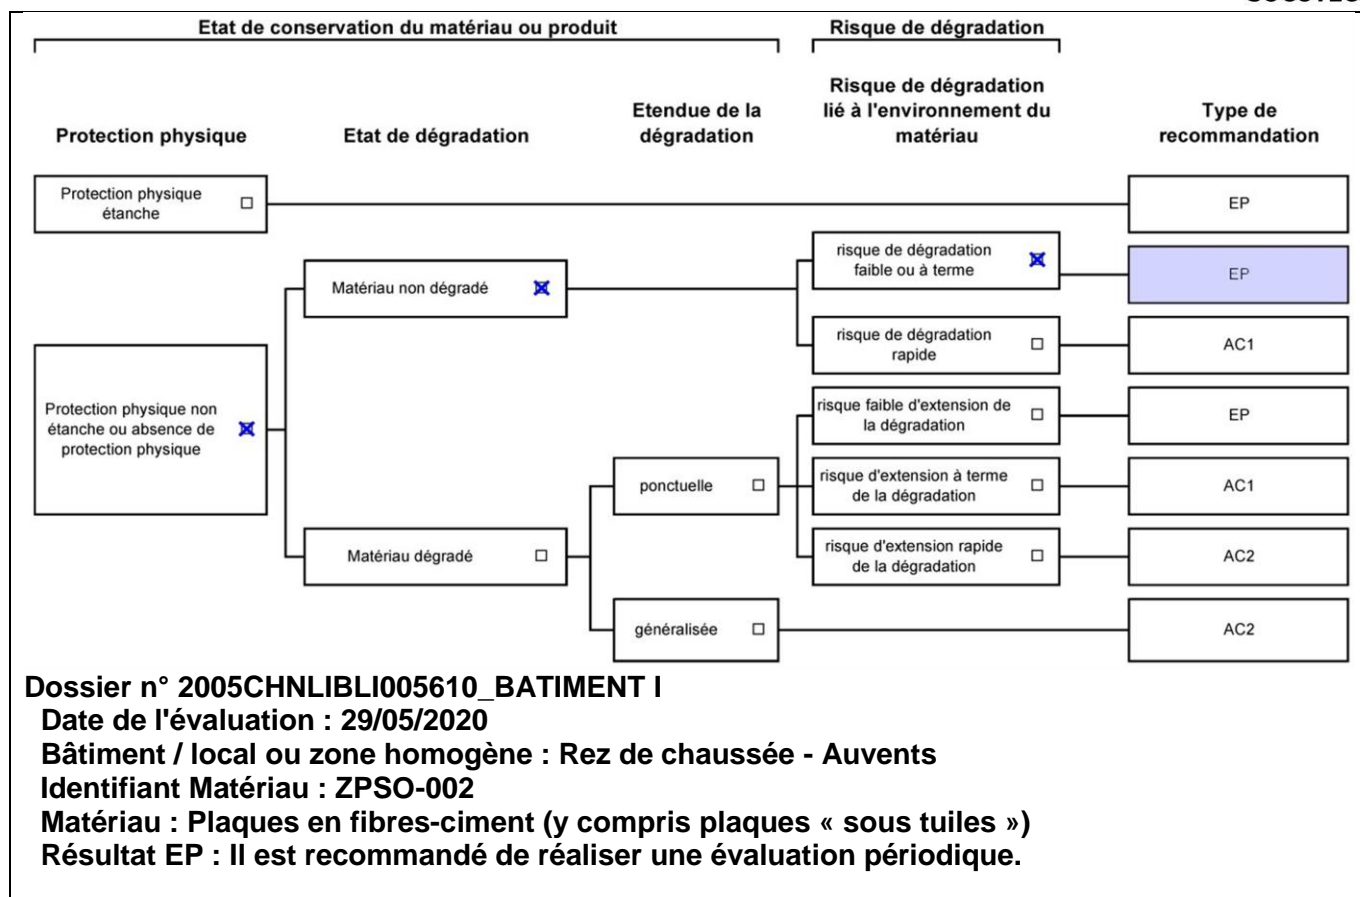 Etat de conservation du matériau ou produit
Risque de dégradation
Protection physique
Etat de dégradation
Etendue de la
dégradation
Risque de dégradation
lié à l'environnement du
matériau
Type de
recommandation
Protection physique
étanche
EP
risque de dégradation
faible ou à terme
EP
Matériau non dégradé
risque de dégradation
rapide
AC1
Protection physique non
étanche ou absence de
protection physique
risque faible d'extension de
la dégradation
EP
ponctuelle
risque d'extension à terme
de la dégradation
AC1
Matériau dégradé
risque d'extension rapide
de la dégradation
AC2
généralisée
AC2
Dossier n° 2005CHNLIBLI005610_BATIMENT I
Date de l'évaluation : 29/05/2020
Bâtiment / local ou zone homogène : Rez de chaussée - Auvents
Identifiant Matériau : ZPSO-002
Matériau : Plaques en fibres-ciment (y compris plaques « sous tuiles »)
Résultat EP : Il est recommandé de réaliser une évaluation périodique.